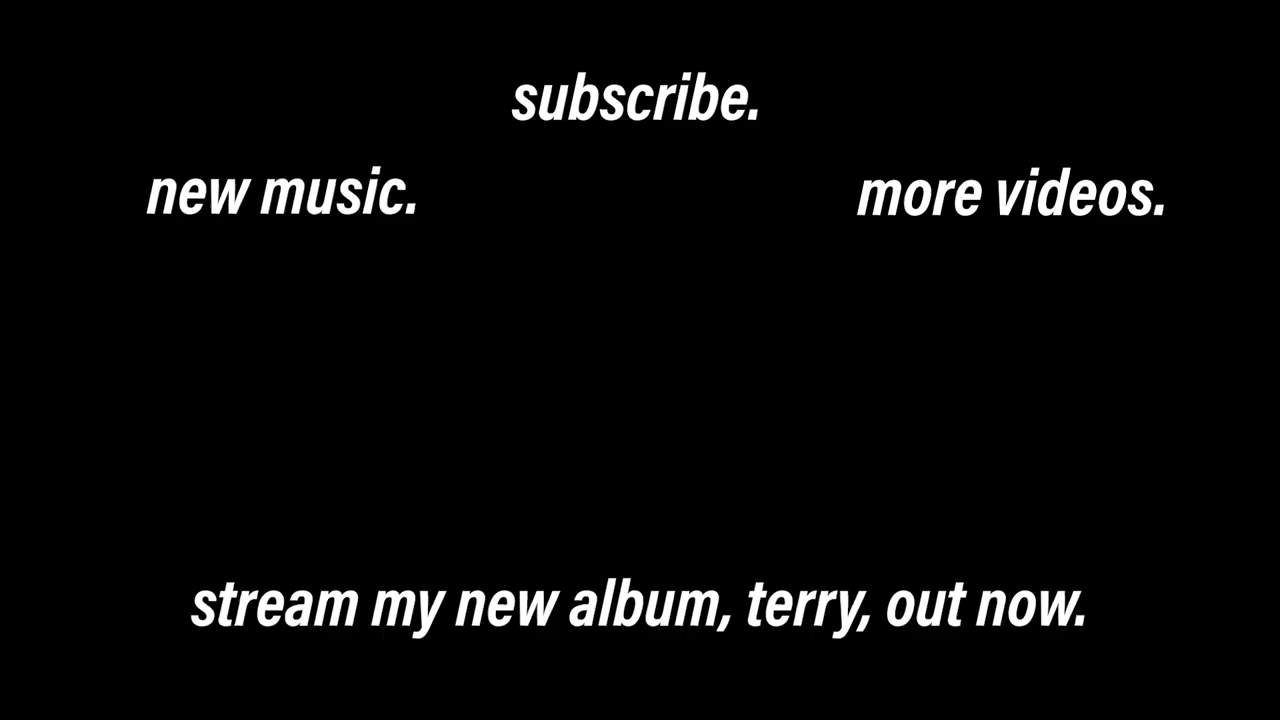 subscribe.
new music.
more videos.
stream my new album, terry, out now.